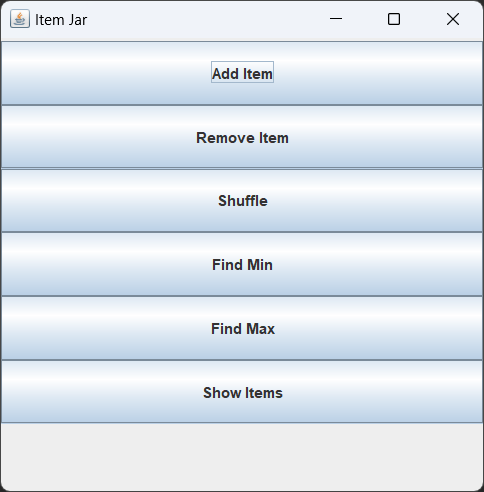 Item Jar
Add Item
Remove Item
Shuffle
Find Min
Find Max
Show Items